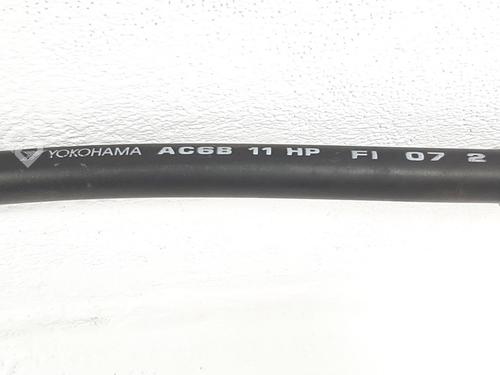 YOKOHAMA AC6B 11 HP FI 07 2